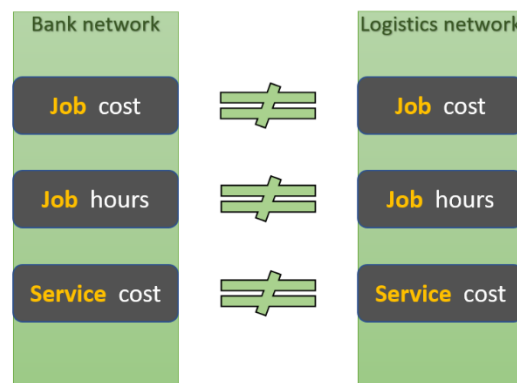 Bank network
Logistics network
Job cost
Job cost
Job hours
Job hours
Service cost
Service cost